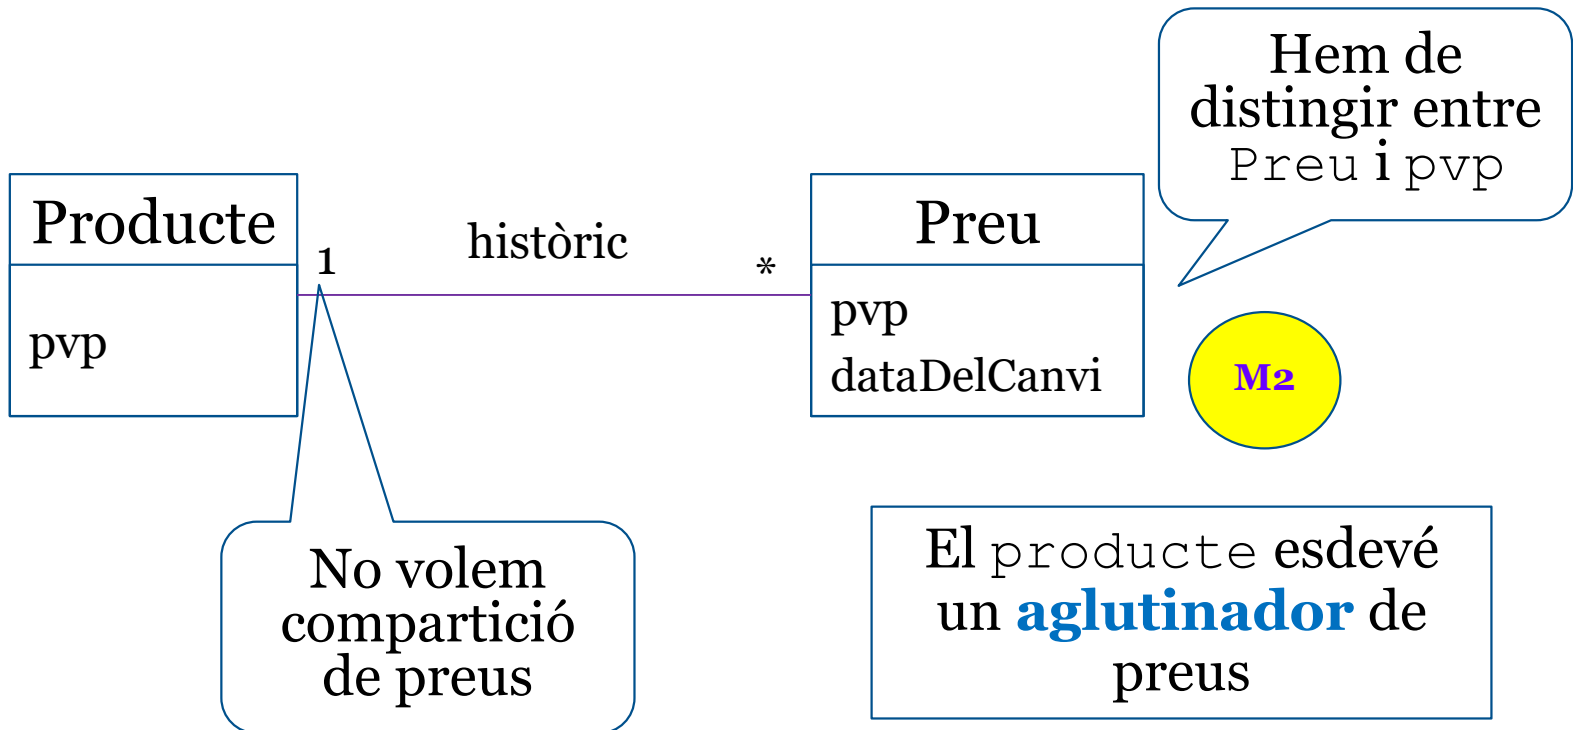 Hem de
distingir entre
Preu i pvp
Producte
pvp
1
històric
*
Preu
pvp
dataDelCanvi
M2
No volem
compartició
de preus
El producte esdevé
un aglutinador de
preus